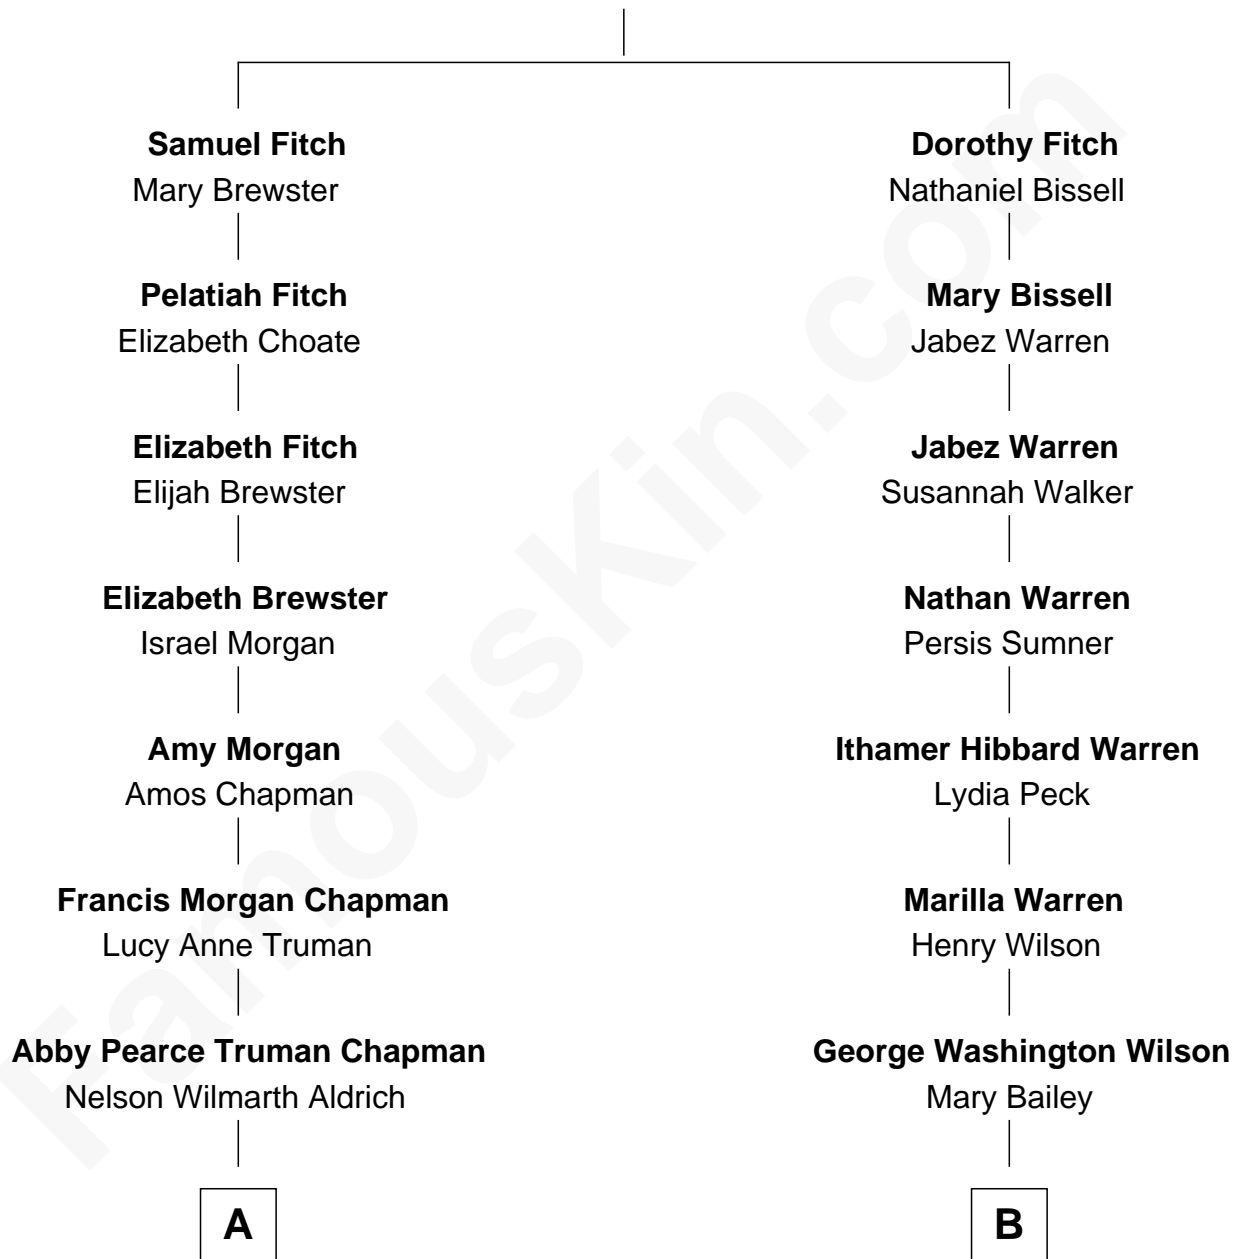 Samuel Fitch
Mary Brewster
Pelatiah Fitch
Elizabeth Choate
Elizabeth Fitch
Elijah Brewster
Elizabeth Brewster
Israel Morgan
Amy Morgan
Amos Chapman
Francis Morgan Chapman
Lucy Anne Truman
Abby Pearce Truman Chapman
Nelson Wilmarth Aldrich
A
Dorothy Fitch
Nathaniel Bissell
Mary Bissell
Jabez Warren
Jabez Warren
Susannah Walker
Nathan Warren
Persis Sumner
Ithamer Hibbard Warren
Lydia Peck
Marilla Warren
Henry Wilson
George Washington Wilson
Mary Bailey
B
FamousKin.com